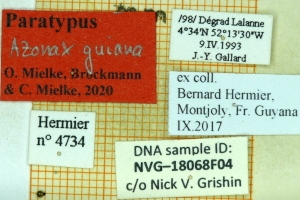 Paratypus
Azonax guiana
O. Mielke, Brockmann
& C. Mielke, 2020
/98/ Dégrad Lalanne
4°34'N 52°13'30"W
9.IV.1993
J.-Y. Gallard
ex coll.
Bernard Hermier,
Montjoly, Fr. Guyana
IX.2017
Hermier
n° 4734
DNA sample ID:
NVG–18068F04
c/o Nick V. Grishin